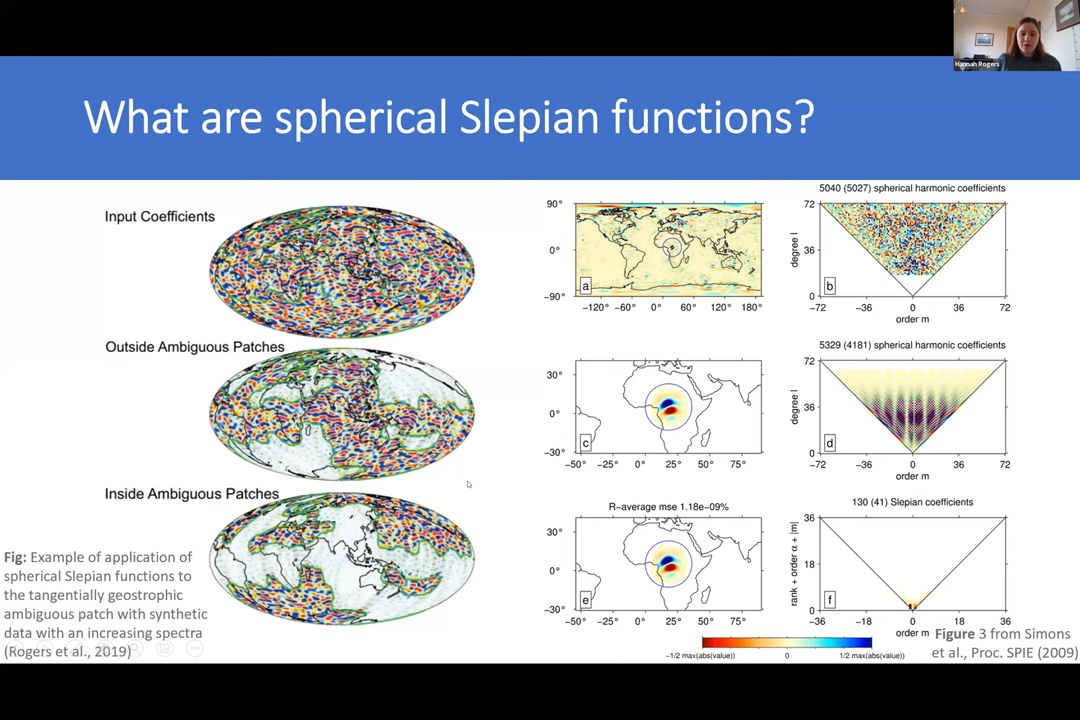 Hannah Rogers
What are spherical Slepian functions?
Input Coefficients
Outside Ambiguous Patches
Inside Ambiguous Patches
Fig: Example of application of
spherical Slepian functions to
the tangentially geostrophic
ambiguous patch with synthetic
data with an increasing spectra
(Rogers et al., 2019)
90°
0°
−90°
a
−120° −60° 0° 60° 120° 180°
5040 (5027) spherical harmonic coefficients
72
36
0
degree l
b
−72 −36 0 36 72
order m
30°
0°
−30°
c
−50° −25° 0° 25° 50° 75°
5329 (4181) spherical harmonic coefficients
72
36
0
degree l
d
−72 −36 0 36 72
order m
R−average mse 1.18e−09%
30°
0°
−30°
e
−50° −25° 0° 25° 50° 75°
130 (41) Slepian coefficients
36
18
0
rank + order α + |m|
f
−36 −18 0 18 36
order m
−1/2 max(abs(value)) 0 1/2 max(abs(value))
Figure 3 from Simons
et al., Proc. SPIE (2009)